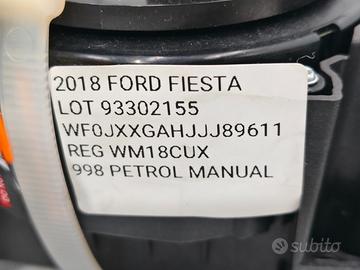 2018 FORD FIESTA
LOT 93302155
WF0JXXGAHJJJ89611
REG WM18CUX
998 PETROL MANUAL
subito